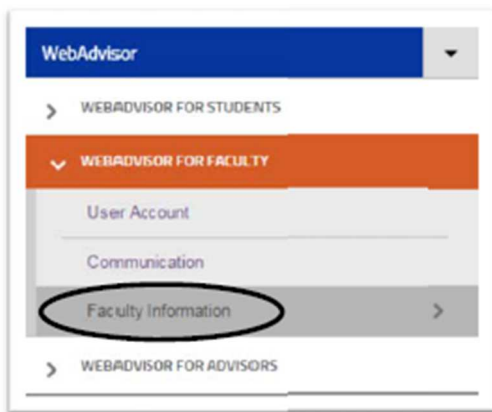 WebAdvisor
WEBADVISOR FOR STUDENTS
WEBADVISOR FOR FACULTY
User Account
Communication
Faculty Information
WEBADVISOR FOR ADVISORS